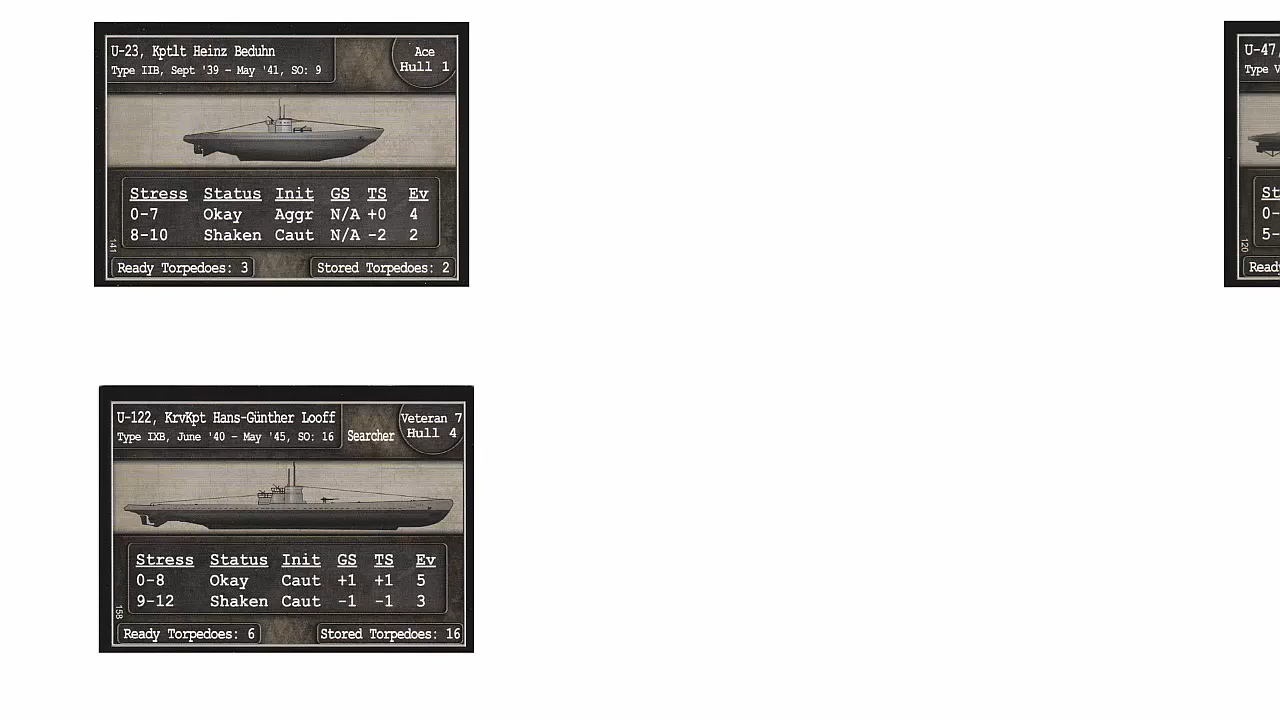 U-23, Kptlt Heinz Beduhn
Type IIB, Sept '39 – May '41, SO: 9
Ace
Hull 1
Stress Status Init GS TS Ev
0-7 Okay Aggr N/A +0 4
8-10 Shaken Caut N/A -2 2
141
Ready Torpedoes: 3
Stored Torpedoes: 2
U-47,
Type V
St
0-
5-
120
Ready
U-122, KrvKpt Hans-Günther Looff
Type IXB, June '40 – May '45, SO: 16
Searcher
Veteran 7
Hull 4
Stress Status Init GS TS Ev
0-8 Okay Caut +1 +1 5
9-12 Shaken Caut -1 -1 3
158
Ready Torpedoes: 6
Stored Torpedoes: 16